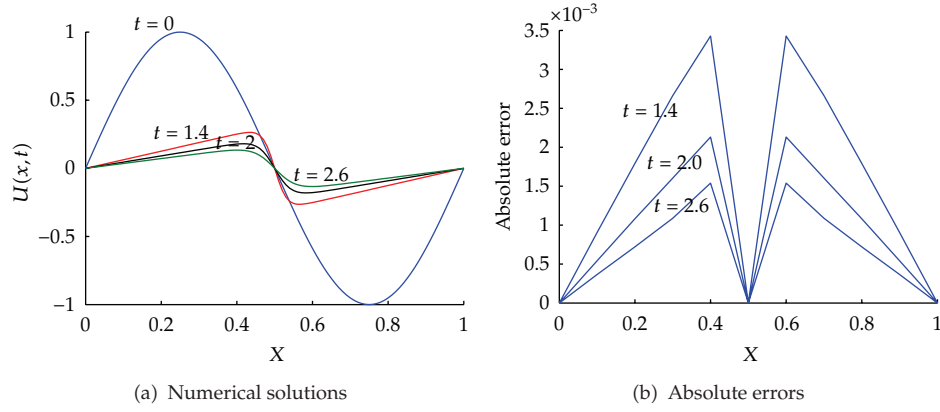 1
0.5
0
−0.5
−1
U(x, t)
t = 0
t = 1.4
t = 2
t = 2.6
0
0.2
0.4
0.6
0.8
1
X
(a) Numerical solutions
×10−3
3.5
3
2.5
2
1.5
1
0.5
0
Absolute error
t = 1.4
t = 2.0
t = 2.6
0
0.2
0.4
0.6
0.8
1
X
(b) Absolute errors